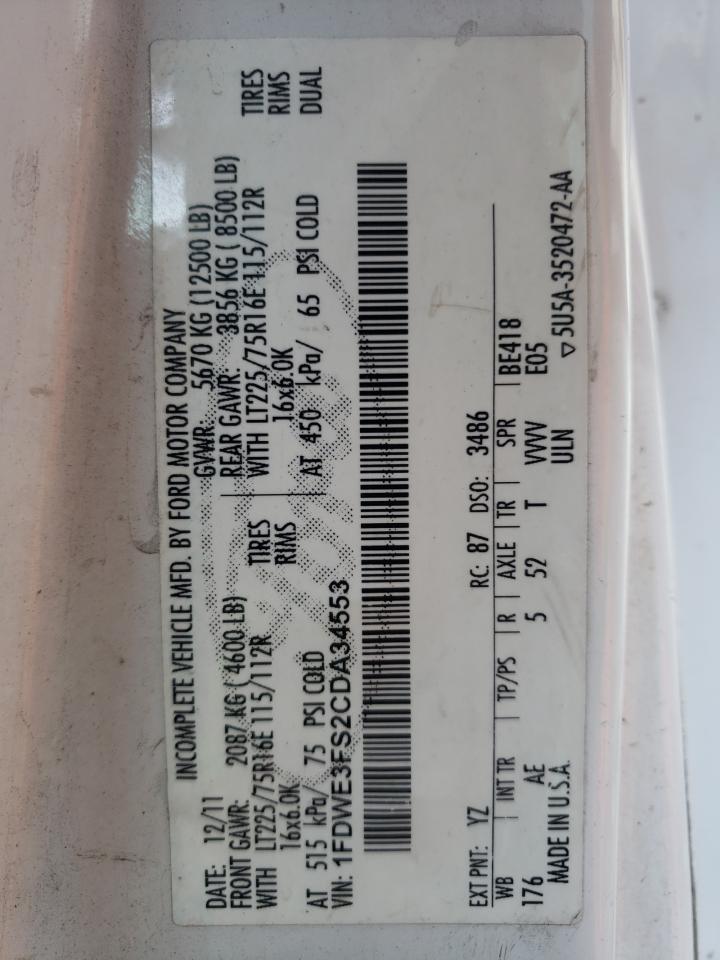 INCOMPLETE VEHICLE MFD. BY FORD MOTOR COMPANY
DATE: 12/11 GVWR: 5670 KG (12500 LB)
FRONT GAWR: 2087 KG ( 4600 LB) REAR GAWR: 3856 KG ( 8500 LB)
WITH LT225/75R16E 115/112R TIRES WITH LT225/75R16E 115/112R TIRES
16x6.0K RIMS 16x6.0K RIMS
AT 515 kPa/ 75 PSI COLD AT 450 kPa/ 65 PSI COLD DUAL
VIN: 1FDWE3FS2CDA34553
EXT PNT: YZ RC: 87 DSO: 3486
WB INT TR TP/PS R AXLE TR SPR BE418
176 AE 5 52 T VVVV E05
MADE IN U.S.A. ULN ▽5U5A-3520472-AA